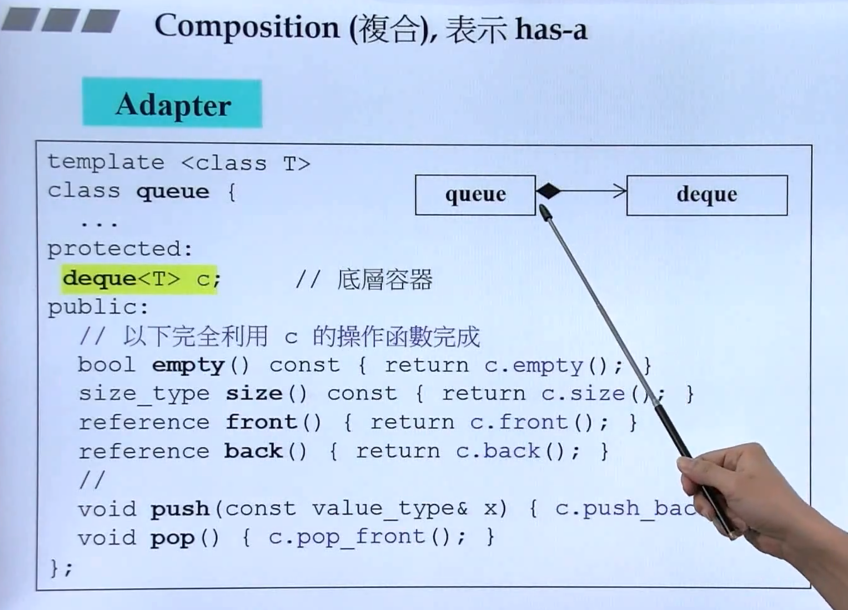 Composition (複合), 表示 has-a
Adapter
template <class T>
class queue {
...
protected:
deque<T> c; // 底層容器
public:
// 以下完全利用 c 的操作函數完成
bool empty() const { return c.empty(); }
size_type size() const { return c.size(); }
reference front() { return c.front(); }
reference back() { return c.back(); }
//
void push(const value_type& x) { c.push_bac
void pop() { c.pop_front(); }
};
queue
deque